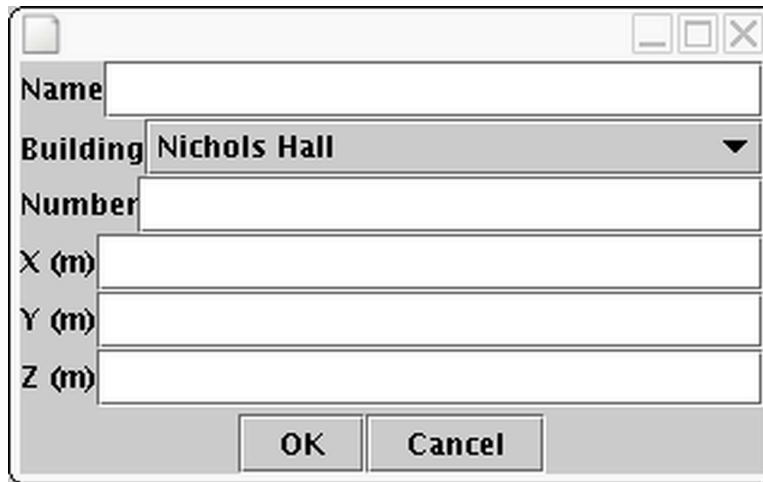 Name
Building Nichols Hall
Number
X (m)
Y (m)
Z (m)
OK Cancel